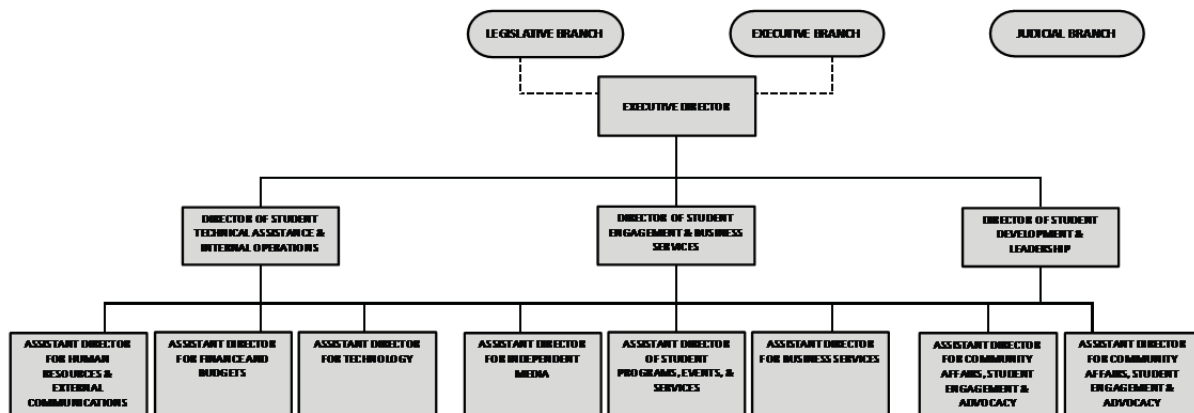 LEGISLATIVE BRANCH
EXECUTIVE BRANCH
JUDICIAL BRANCH
EXECUTIVE DIRECTOR
DIRECTOR OF STUDENT
TECHNICAL ASSISTANCE &
INTERNAL OPERATIONS
DIRECTOR OF STUDENT
ENGAGEMENT & BUSINESS
SERVICES
DIRECTOR OF STUDENT
DEVELOPMENT &
LEADERSHIP
ASSISTANT DIRECTOR
FOR HUMAN
RESOURCES &
EXTERNAL
COMMUNICATIONS
ASSISTANT DIRECTOR
FOR FINANCE AND
BUDGETS
ASSISTANT DIRECTOR
FOR TECHNOLOGY
ASSISTANT DIRECTOR
FOR INDEPENDENT
MEDIA
ASSISTANT DIRECTOR
OF STUDENT
PROGRAMS, EVENTS, &
SERVICES
ASSISTANT DIRECTOR
FOR BUSINESS SERVICES
ASSISTANT DIRECTOR
FOR COMMUNITY
AFFAIRS, STUDENT
ENGAGEMENT &
ADVOCACY
ASSISTANT DIRECTOR
FOR COMMUNITY
AFFAIRS, STUDENT
ENGAGEMENT &
ADVOCACY